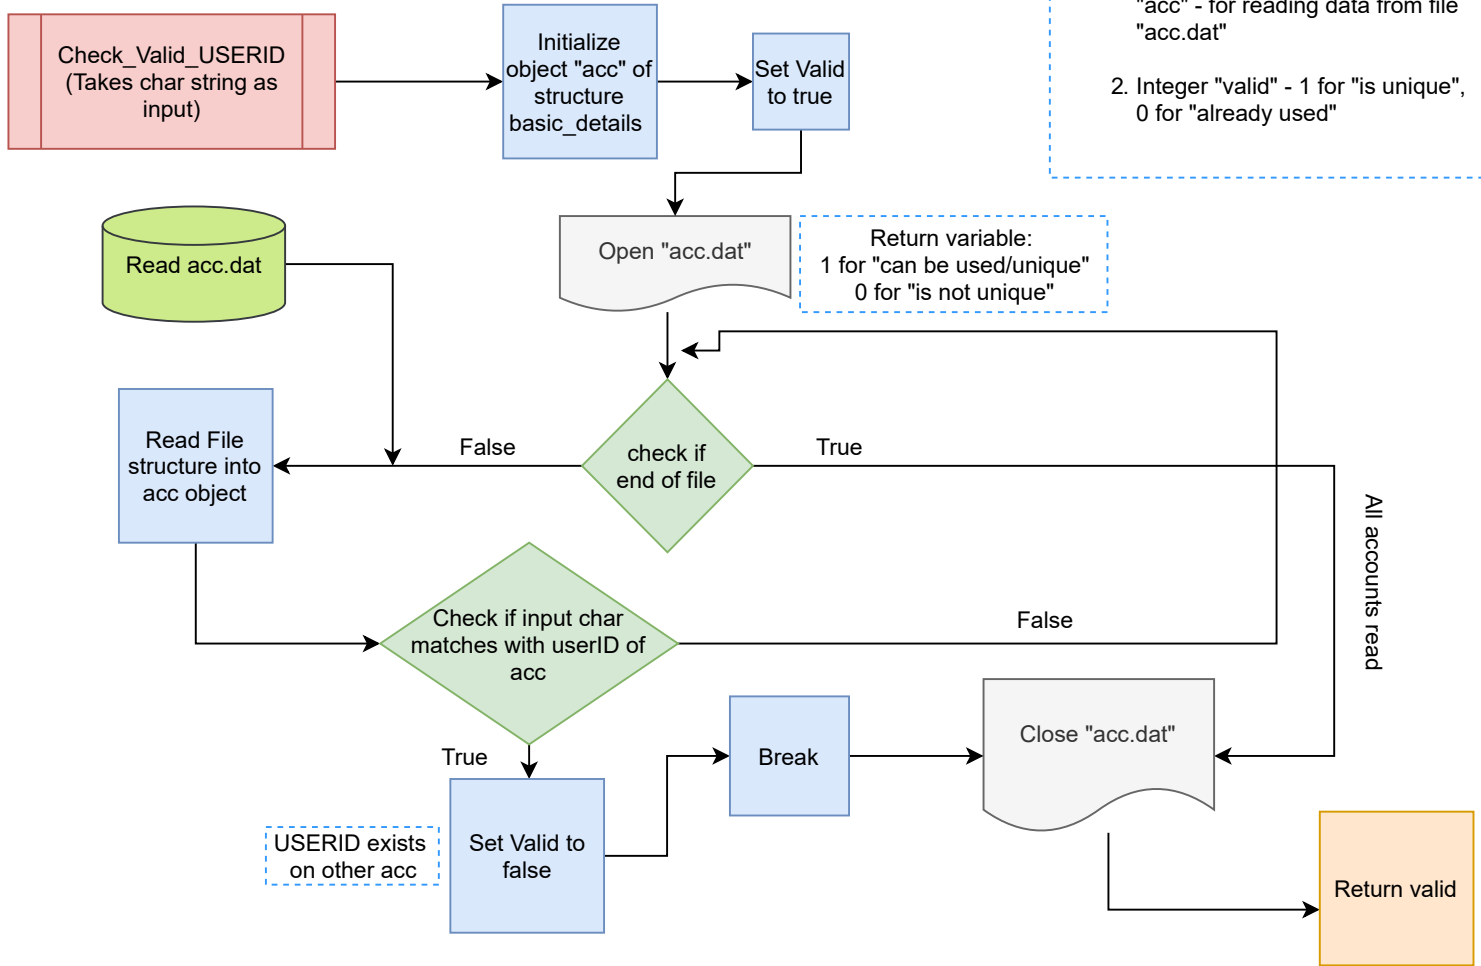 "acc" - for reading data from file
"acc.dat"
2. Integer "valid" - 1 for "is unique",
0 for "already used"
Check_Valid_USERID
(Takes char string as
input)
Initialize
object "acc" of
structure
basic_details
Set Valid
to true
Read acc.dat
Open "acc.dat"
Return variable:
1 for "can be used/unique"
0 for "is not unique"
Read File
structure into
acc object
False
check if
end of file
True
All accounts read
Check if input char
matches with userID of
acc
False
True
USERID exists
on other acc
Set Valid to
false
Break
Close "acc.dat"
Return valid